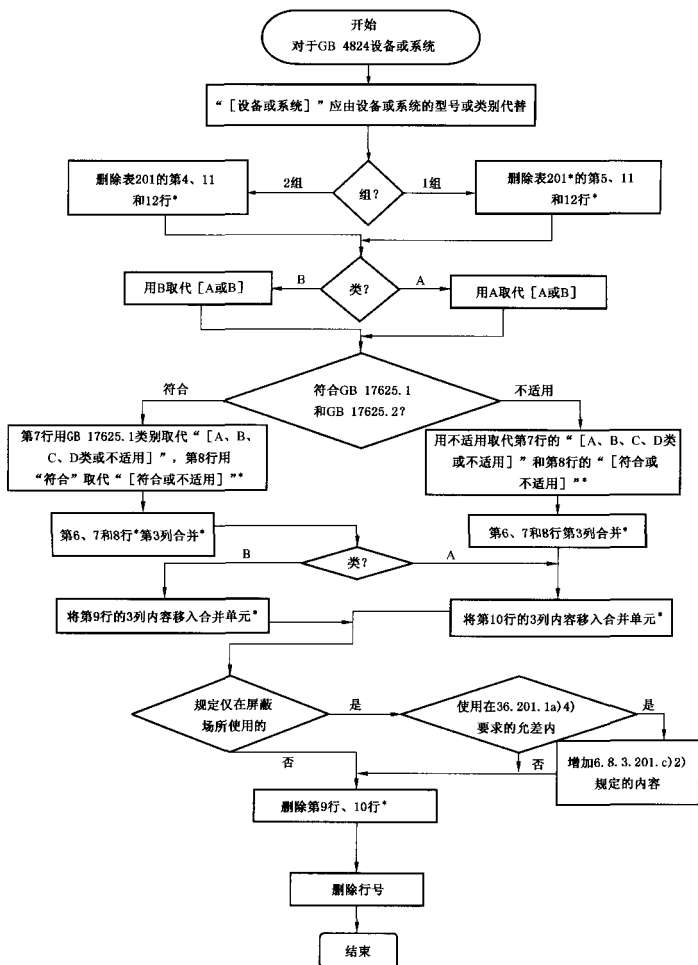 开始
对于GB 4824设备或系统
“［设备或系统］”应由设备或系统的型号或类别代替
删除表201的第4、11
和12行*
2组
组？
1组
删除表201*的第5、11
和12行*
用B取代［A或B］
B
类？
A
用A取代［A或B］
符合
符合GB 17625.1
和GB 17625.2？
不适用
第7行用GB 17625.1类别取代“［A、B、
C、D类或不适用］”，第8行用
“符合”取代“［符合或不适用］”*
用不适用取代第7行的“［A、B、C、D类
或不适用］”和第8行的“［符合或
不适用］”*
第6、7和8行*第3列合并*
第6、7和8行第3列合并*
B
类？
A
将第9行的3列内容移入合并单元*
将第10行的3列内容移入合并单元*
规定仅在屏蔽
场所使用的
是
使用在36.201.1a)4)
要求的允差内
是
否
否
增加6.8.3.201.c)2)
规定的内容
删除第9行、10行*
删除行号
结束